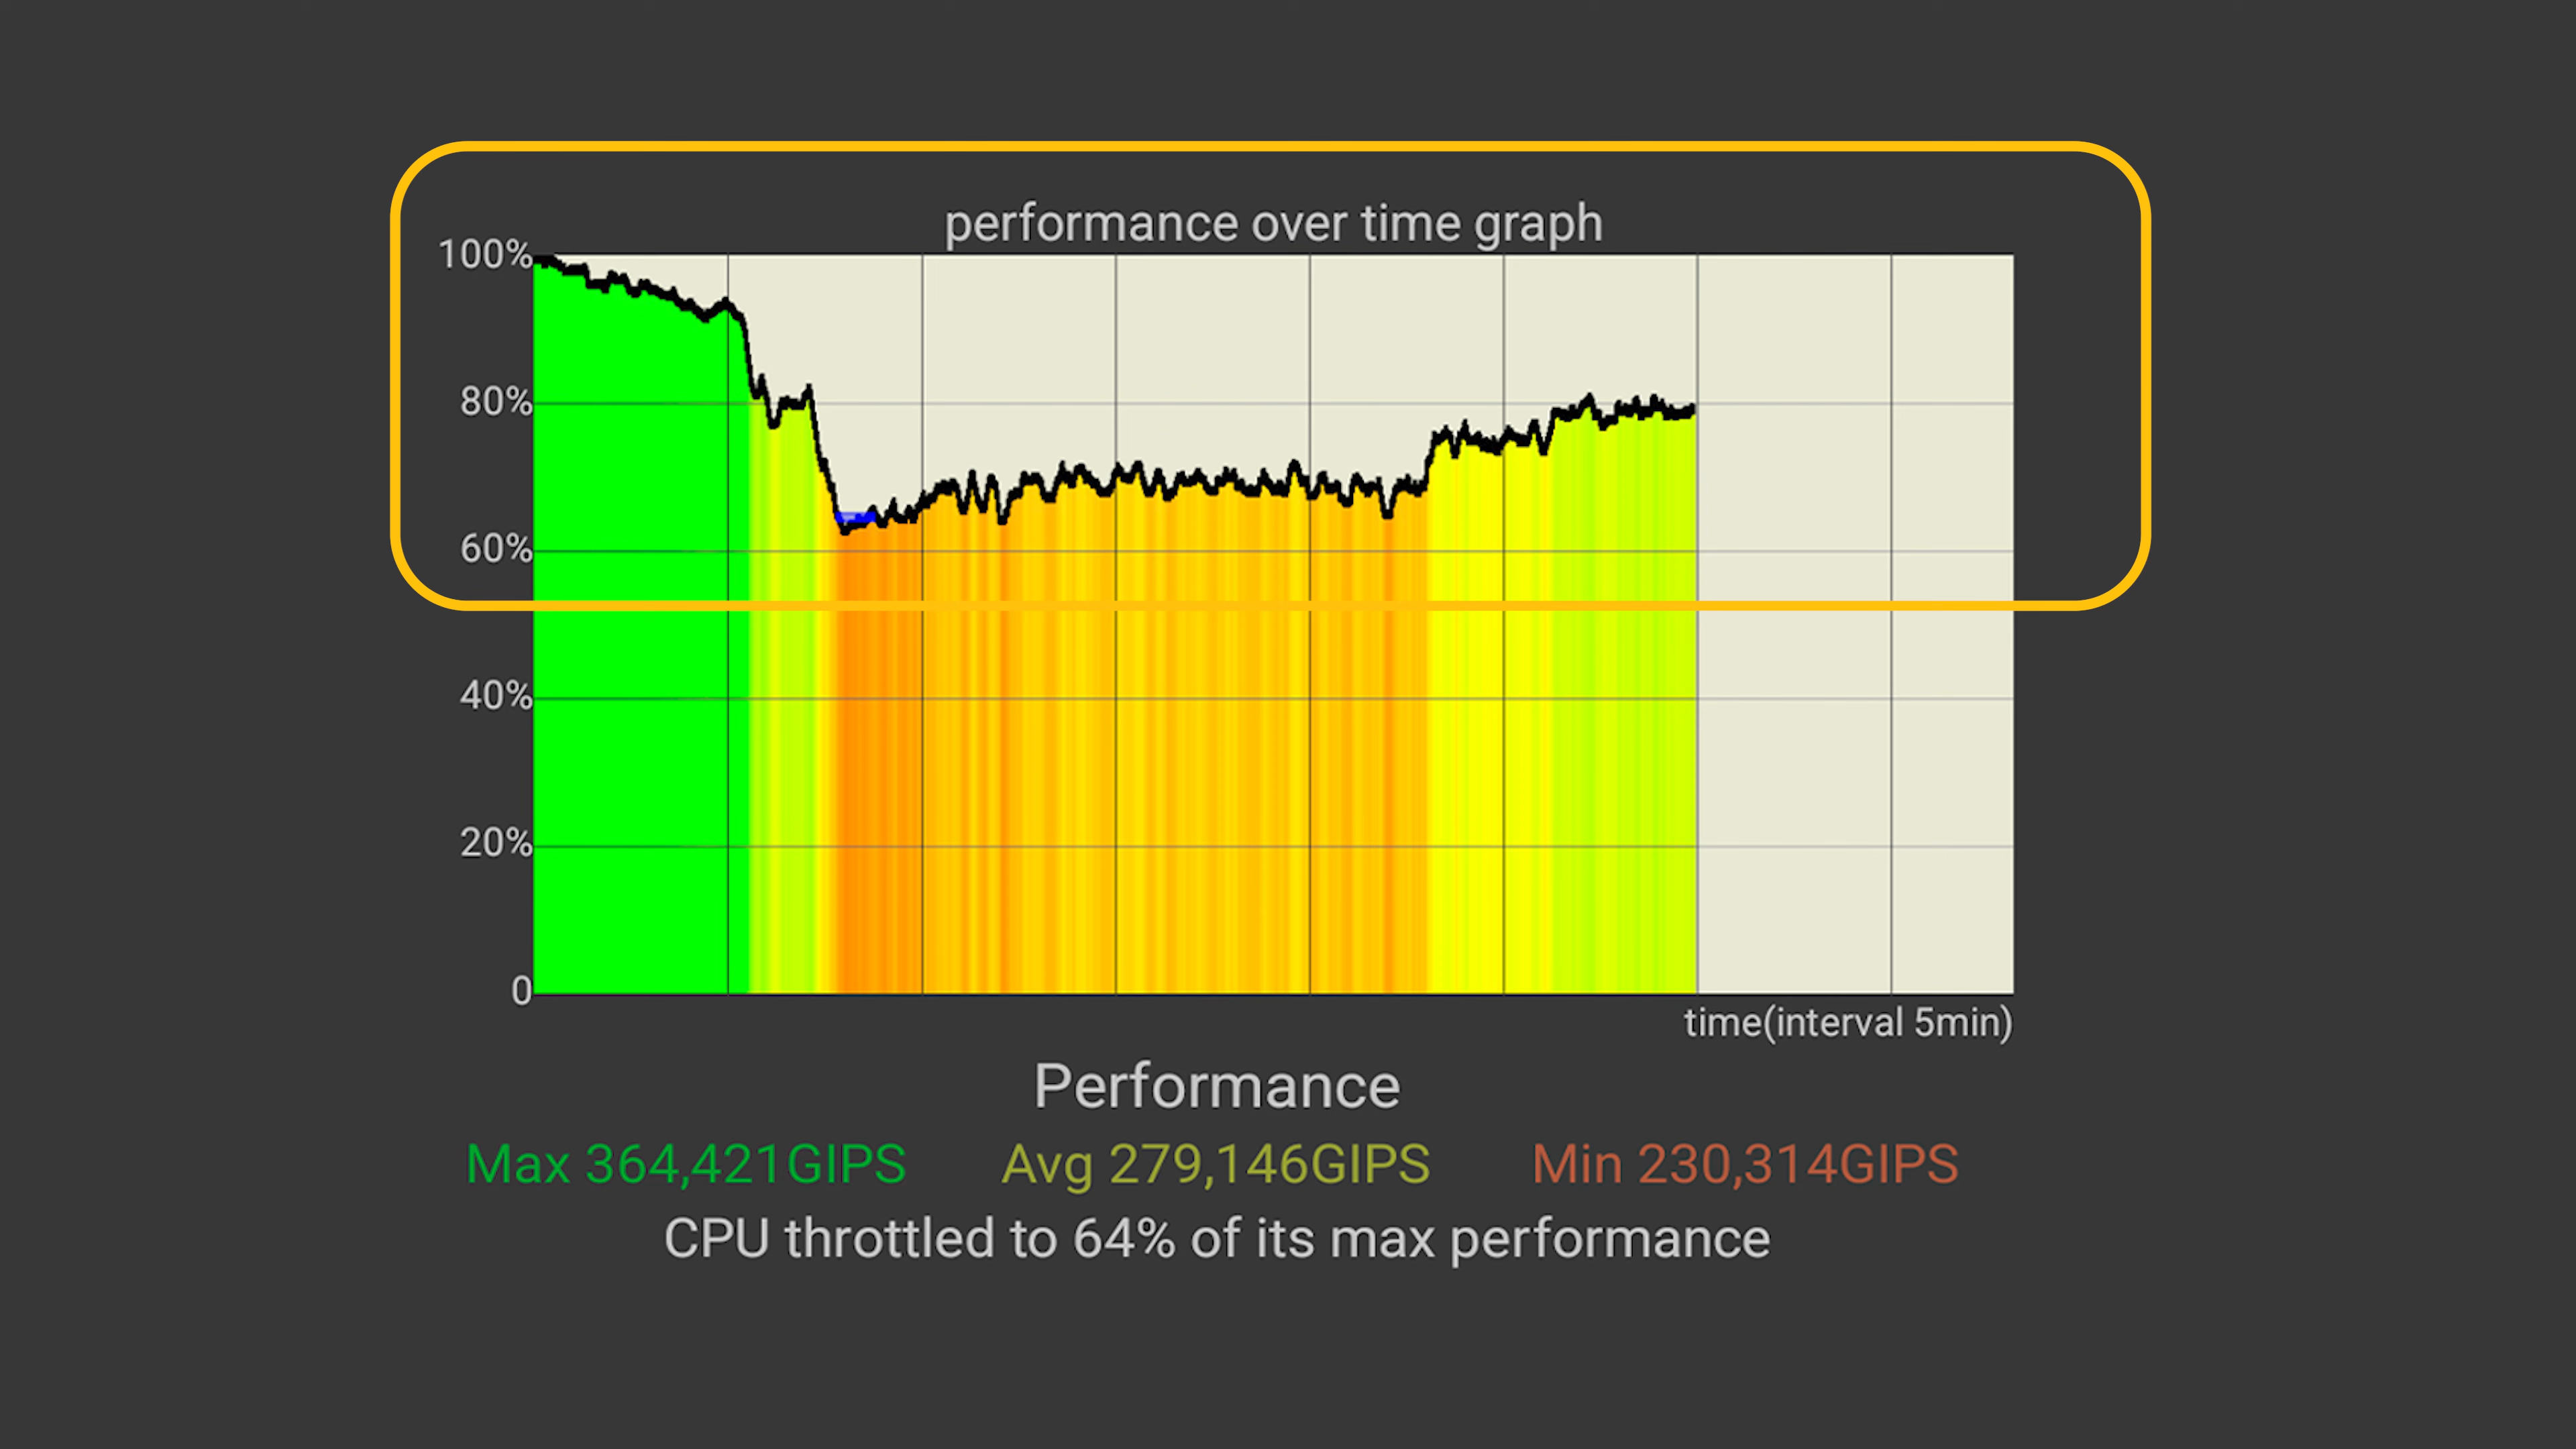 performance over time graph
100%
80%
60%
40%
20%
0
time(interval 5min)
Performance
Max 364,421GIPS Avg 279,146GIPS Min 230,314GIPS
CPU throttled to 64% of its max performance